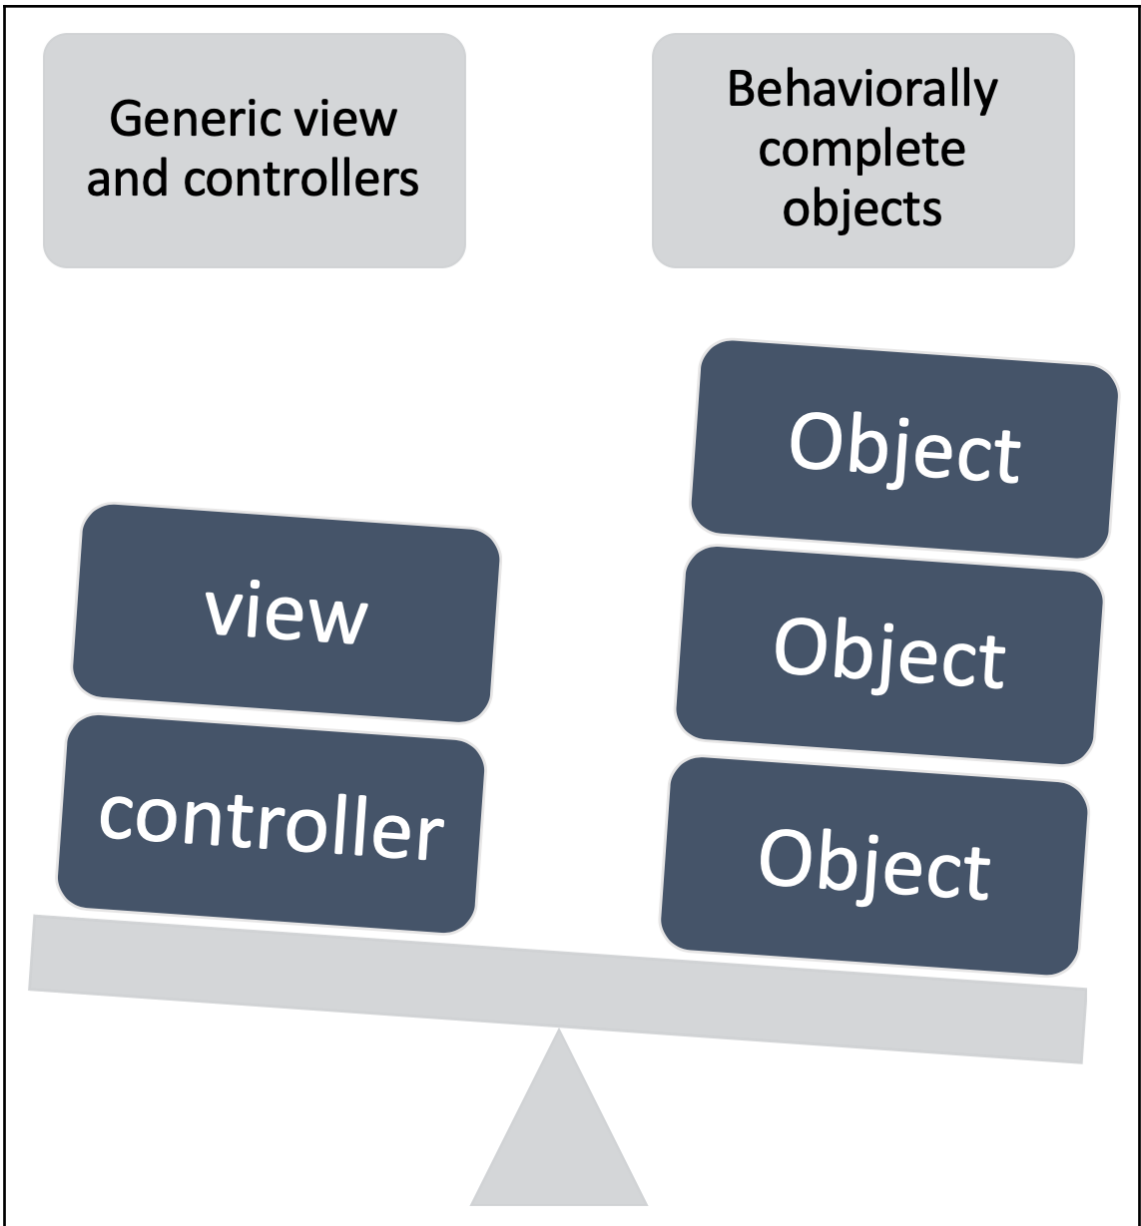 Generic view
and controllers
Behaviorally
complete
objects
view
controller
Object
Object
Object